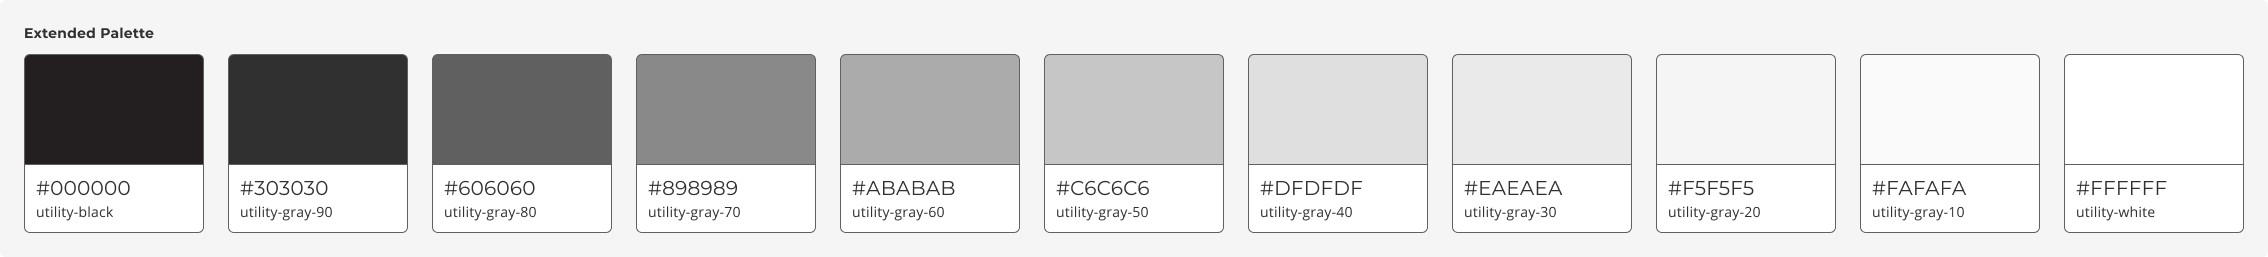 Extended Palette
#000000
utility-black
#303030
utility-gray-90
#606060
utility-gray-80
#898989
utility-gray-70
#ABABAB
utility-gray-60
#C6C6C6
utility-gray-50
#DFDFDF
utility-gray-40
#EAEAEA
utility-gray-30
#F5F5F5
utility-gray-20
#FAFAFA
utility-gray-10
#FFFFFF
utility-white